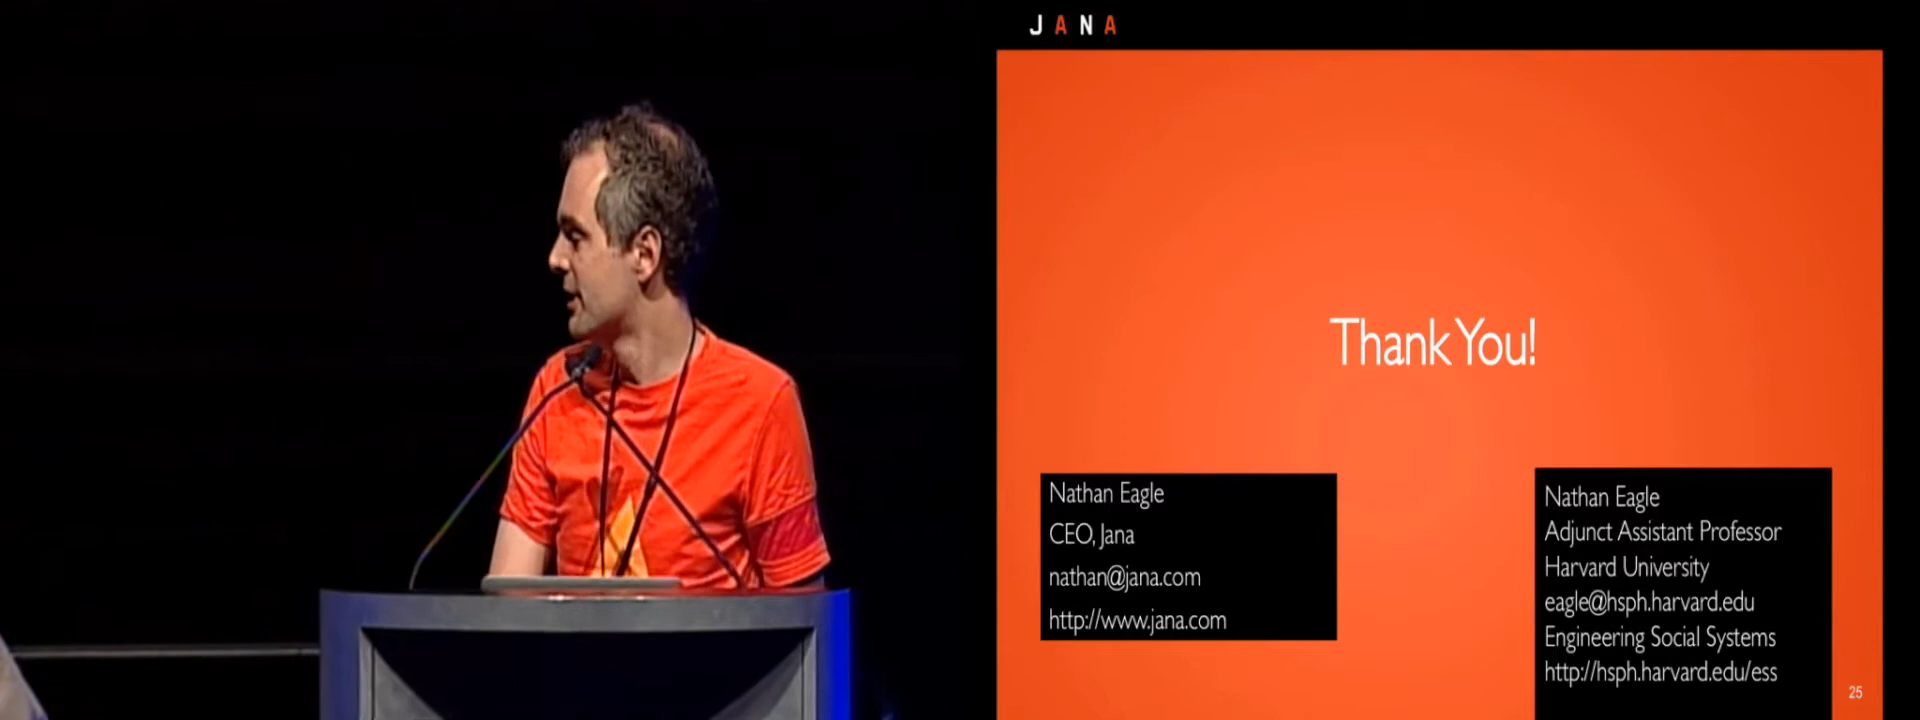 JANA
Thank You!
Nathan Eagle
CEO, Jana
nathan@jana.com
http://www.jana.com
Nathan Eagle
Adjunct Assistant Professor
Harvard University
eagle@hsph.harvard.edu
Engineering Social Systems
http://hsph.harvard.edu/ess
25